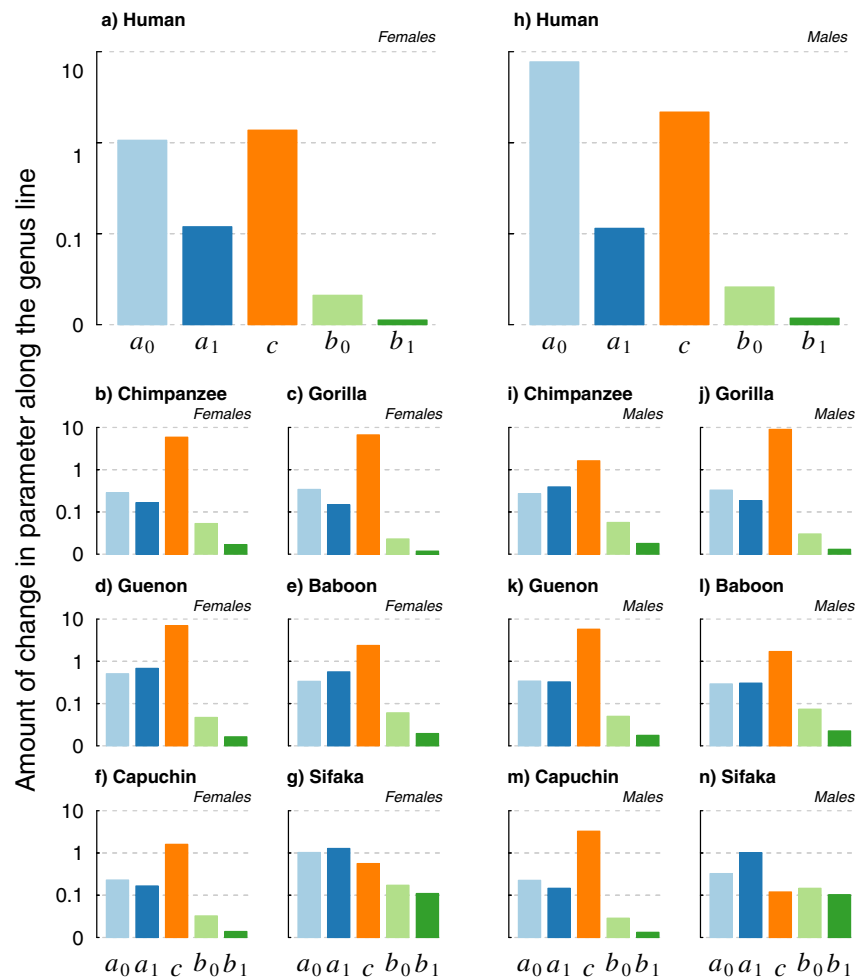 a) Human
Females
h) Human
Males
Amount of change in parameter along the genus line
10
1
0.1
0
a0 a1 c b0 b1
a0 a1 c b0 b1
b) Chimpanzee
Females
c) Gorilla
Females
i) Chimpanzee
Males
j) Gorilla
Males
10
1
0.1
0
d) Guenon
Females
e) Baboon
Females
k) Guenon
Males
l) Baboon
Males
10
1
0.1
0
f) Capuchin
Females
g) Sifaka
Females
m) Capuchin
Males
n) Sifaka
Males
10
1
0.1
0
a0 a1 c b0 b1
a0 a1 c b0 b1
a0 a1 c b0 b1
a0 a1 c b0 b1